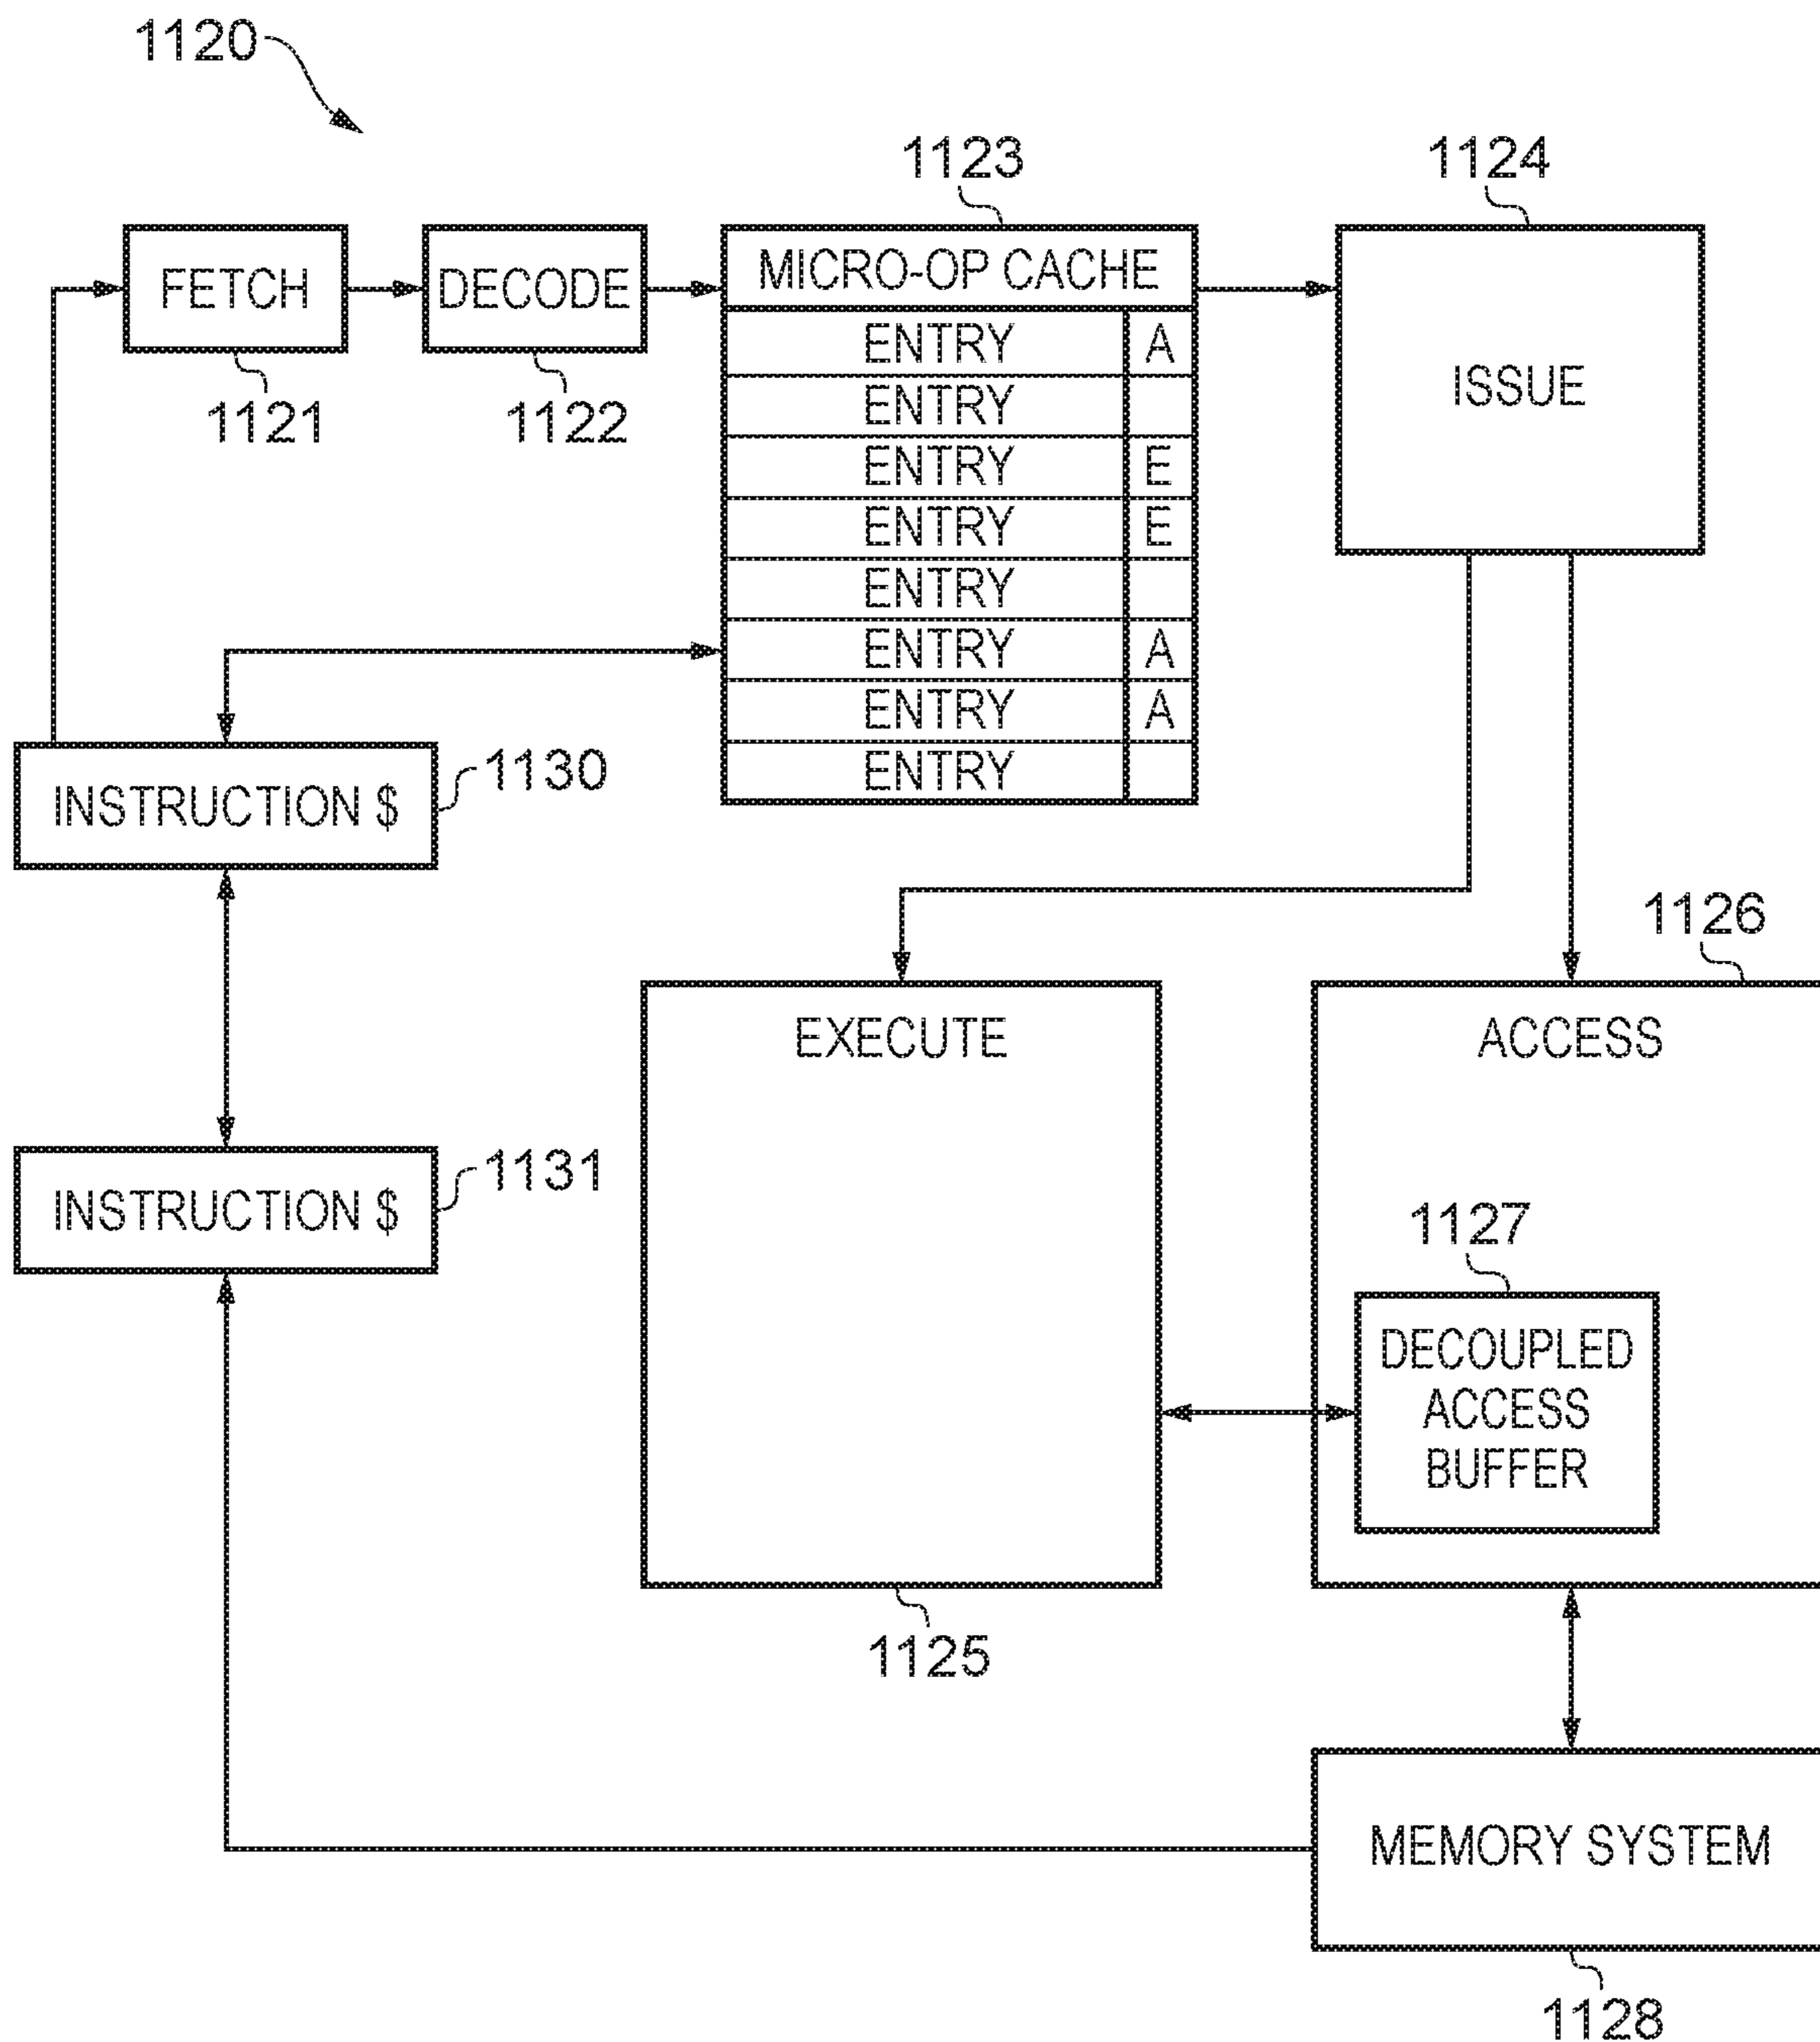 1120
1123
1124
FETCH
DECODE
MICRO-OP CACHE
ISSUE
1121
1122
ENTRY A
ENTRY
ENTRY E
ENTRY E
ENTRY
ENTRY A
ENTRY A
ENTRY
INSTRUCTION $
1130
1126
EXECUTE
ACCESS
INSTRUCTION $
1131
1127
DECOUPLED
ACCESS
BUFFER
1125
MEMORY SYSTEM
1128